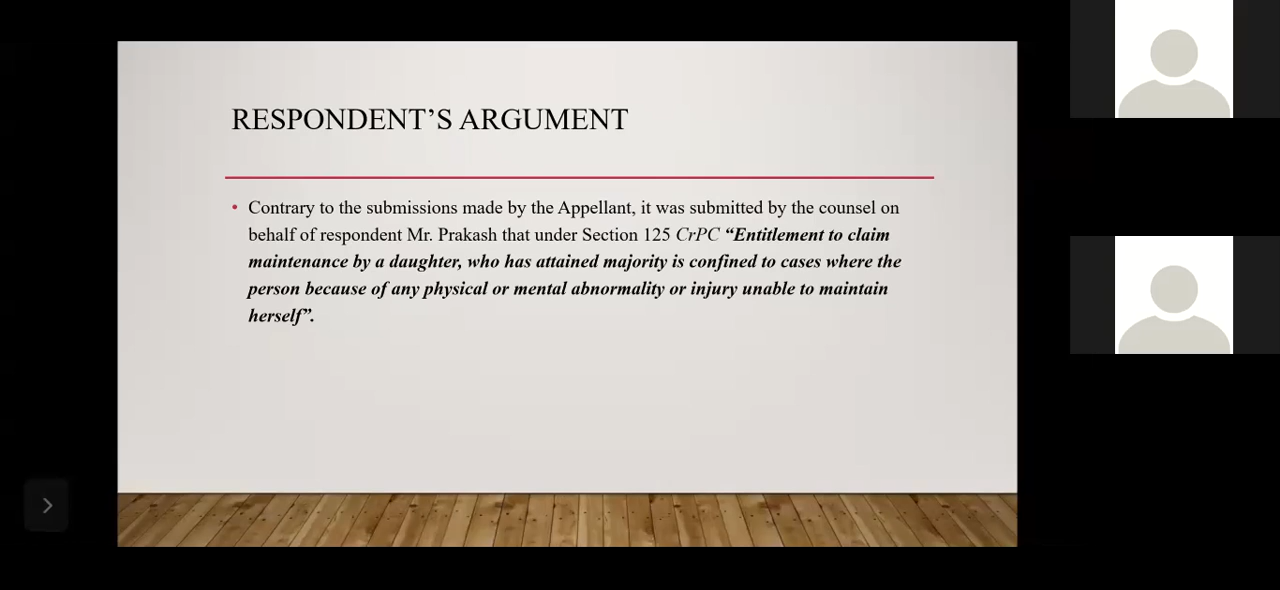 RESPONDENT’S ARGUMENT
• Contrary to the submissions made by the Appellant, it was submitted by the counsel on
behalf of respondent Mr. Prakash that under Section 125 CrPC “Entitlement to claim
maintenance by a daughter, who has attained majority is confined to cases where the
person because of any physical or mental abnormality or injury unable to maintain
herself”.